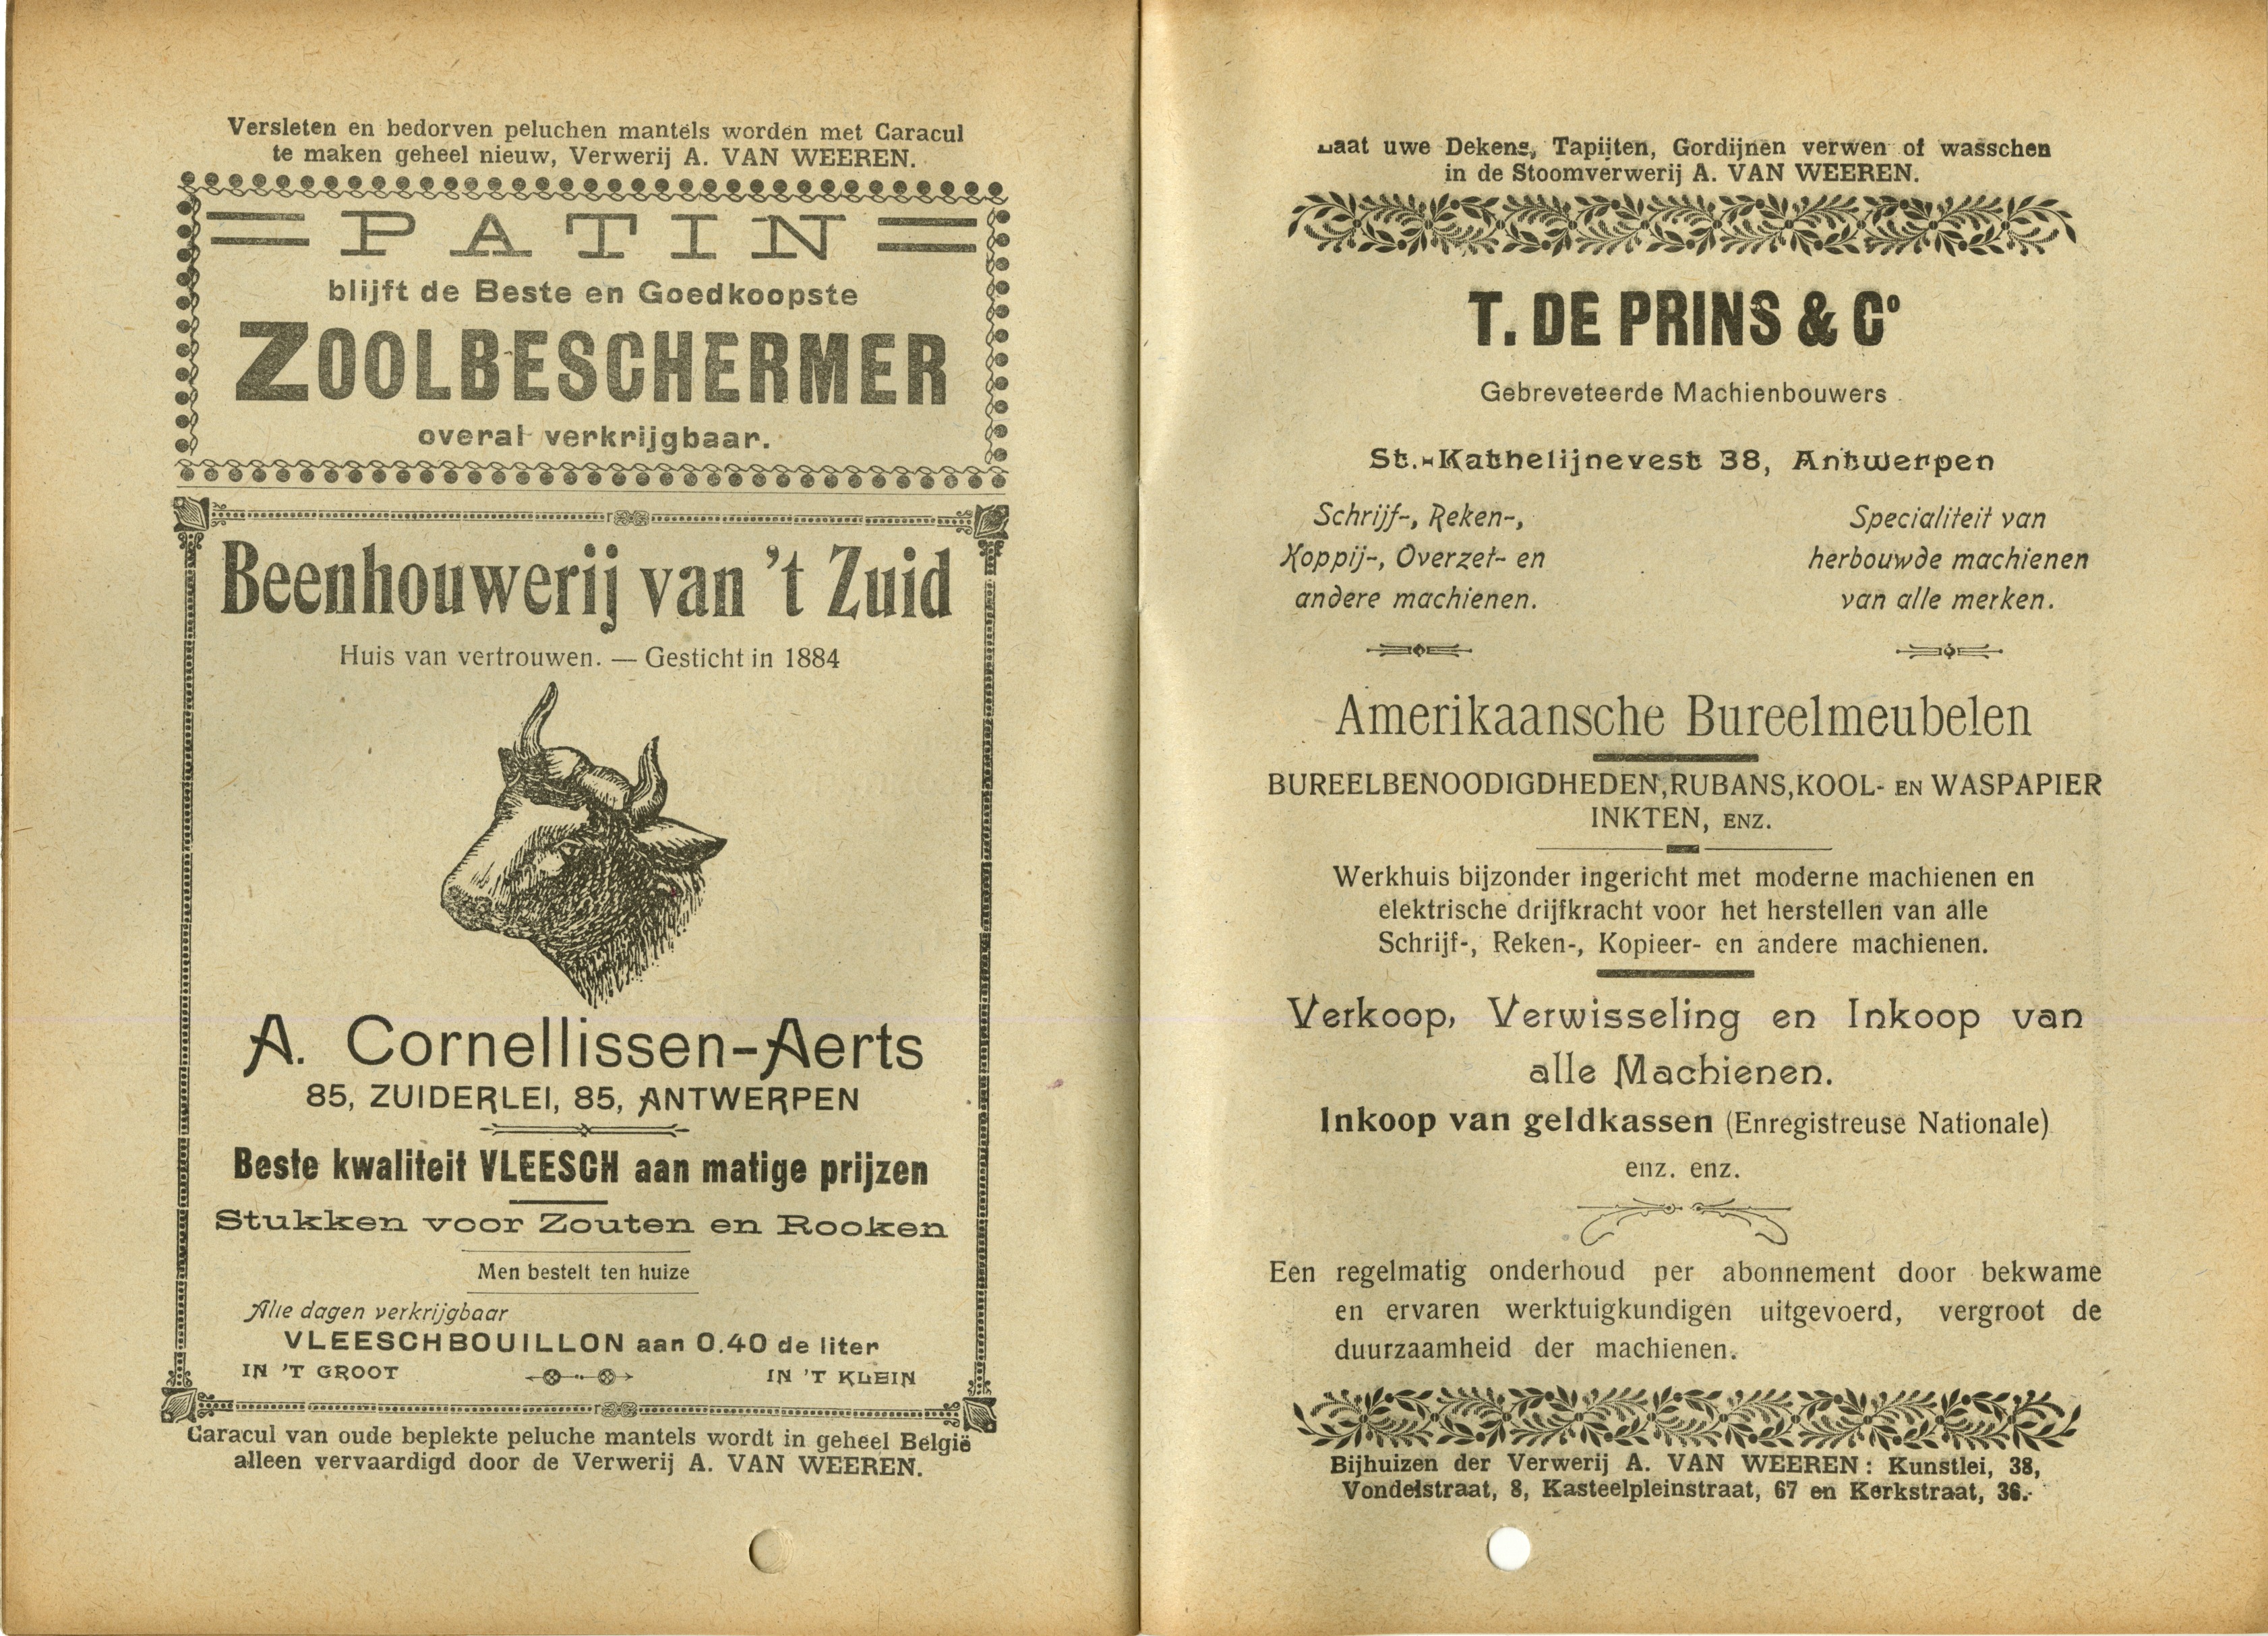 Versleten en bedorven peluchen mantels worden met Caracul
te maken geheel nieuw, Verwerij A. VAN WEEREN.
PATIN
blijft de Beste en Goedkoopste
ZOOLBESCHERMER
overal verkrijgbaar.
Beenhouwerij van 't Zuid
Huis van vertrouwen. — Gesticht in 1884
A. Cornellissen-Aerts
85, ZUIDERLEI, 85, ANTWERPEN
Beste kwaliteit VLEESCH aan matige prijzen
Stukken voor Zouten en Rooken
Men bestelt ten huize
Alle dagen verkrijgbaar
VLEESCHBOUILLON aan 0.40 de liter
IN 'T GROOT IN 'T KLEIN
Caracul van oude beplekte peluche mantels wordt in geheel België
alleen vervaardigd door de Verwerij A. VAN WEEREN.
Laat uwe Dekens, Tapijten, Gordijnen verwen of wasschen
in de Stoomverwerij A. VAN WEEREN.
T. DE PRINS & Cº
Gebreveteerde Machienbouwers
St.-Kathelijnevest 38, Antwerpen
Schrijf-, Reken-,
Koppij-, Overzet- en
andere machienen.
Specialiteit van
herbouwde machienen
van alle merken.
Amerikaansche Bureelmeubelen
BUREELBENOODIGDHEDEN, RUBANS, KOOL- EN WASPAPIER
INKTEN, ENZ.
Werkhuis bijzonder ingericht met moderne machienen en
elektrische drijfkracht voor het herstellen van alle
Schrijf-, Reken-, Kopieer- en andere machienen.
Verkoop, Verwisseling en Inkoop van
alle Machienen.
Inkoop van geldkassen (Enregistreuse Nationale)
enz. enz.
Een regelmatig onderhoud per abonnement door bekwame
en ervaren werktuigkundigen uitgevoerd, vergroot de
duurzaamheid der machienen.
Bijhuizen der Verwerij A. VAN WEEREN : Kunstlei, 38,
Vondelstraat, 8, Kasteelpleinstraat, 67 en Kerkstraat, 36.